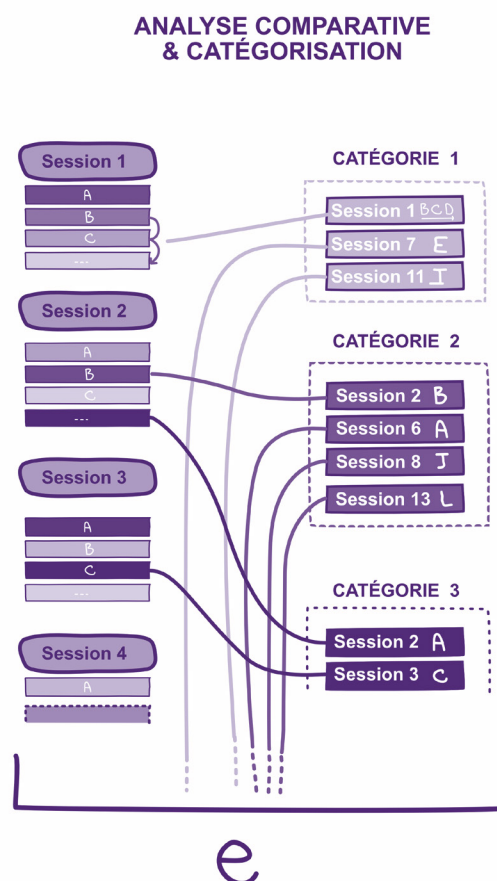 ANALYSE COMPARATIVE
& CATÉGORISATION
Session 1
A
B
C
...
Session 2
A
B
C
...
Session 3
A
B
C
...
Session 4
A
CATÉGORIE 1
Session 1 BCD
Session 7 E
Session 11 I
CATÉGORIE 2
Session 2 B
Session 6 A
Session 8 J
Session 13 L
CATÉGORIE 3
Session 2 A
Session 3 C
e